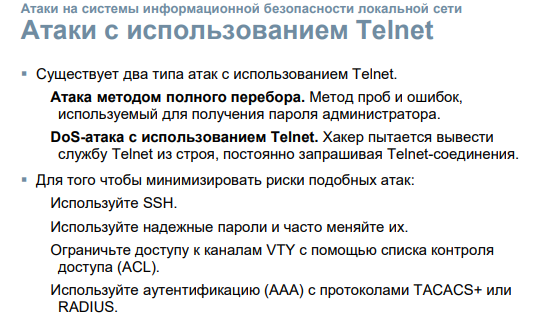 Атаки на системы информационной безопасности локальной сети
Атаки с использованием Telnet
▪ Существует два типа атак с использованием Telnet.
Атака методом полного перебора. Метод проб и ошибок,
используемый для получения пароля администратора.
DoS-атака с использованием Telnet. Хакер пытается вывести
службу Telnet из строя, постоянно запрашивая Telnet-соединения.
▪ Для того чтобы минимизировать риски подобных атак:
Используйте SSH.
Используйте надежные пароли и часто меняйте их.
Ограничьте доступу к каналам VTY с помощью списка контроля
доступа (ACL).
Используйте аутентификацию (AAA) с протоколами TACACS+ или
RADIUS.